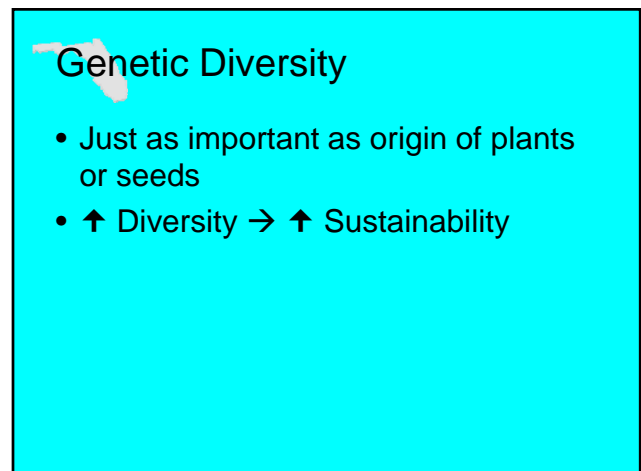 Genetic Diversity
• Just as important as origin of plants
or seeds
• ↑ Diversity → ↑ Sustainability